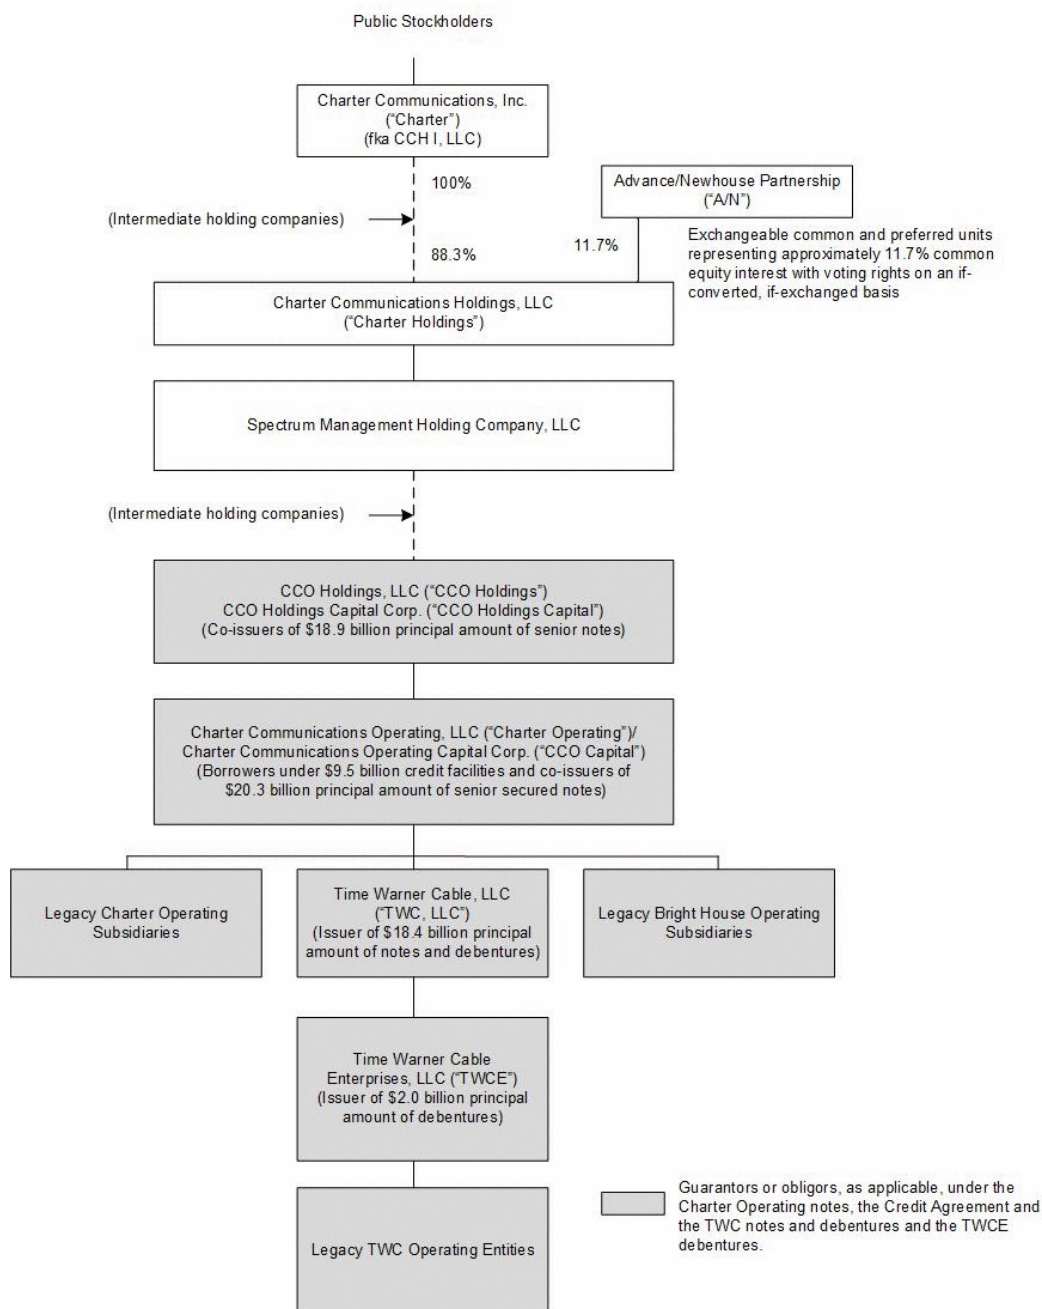 Public Stockholders
Charter Communications, Inc.
(“Charter”)
(fka CCH I, LLC)
100%
Advance/Newhouse Partnership
(“A/N”)
(Intermediate holding companies)
88.3%
11.7%
Exchangeable common and preferred units
representing approximately 11.7% common
equity interest with voting rights on an if-
converted, if-exchanged basis
Charter Communications Holdings, LLC
(“Charter Holdings”)
Spectrum Management Holding Company, LLC
(Intermediate holding companies)
CCO Holdings, LLC (“CCO Holdings”)
CCO Holdings Capital Corp. (“CCO Holdings Capital”)
(Co-issuers of $18.9 billion principal amount of senior notes)
Charter Communications Operating, LLC (“Charter Operating”)/
Charter Communications Operating Capital Corp. (“CCO Capital”)
(Borrowers under $9.5 billion credit facilities and co-issuers of
$20.3 billion principal amount of senior secured notes)
Legacy Charter Operating
Subsidiaries
Time Warner Cable, LLC
(“TWC, LLC”)
(Issuer of $18.4 billion principal
amount of notes and debentures)
Legacy Bright House Operating
Subsidiaries
Time Warner Cable
Enterprises, LLC (“TWCE”)
(Issuer of $2.0 billion principal
amount of debentures)
Legacy TWC Operating Entities
Guarantors or obligors, as applicable, under the
Charter Operating notes, the Credit Agreement and
the TWC notes and debentures and the TWCE
debentures.